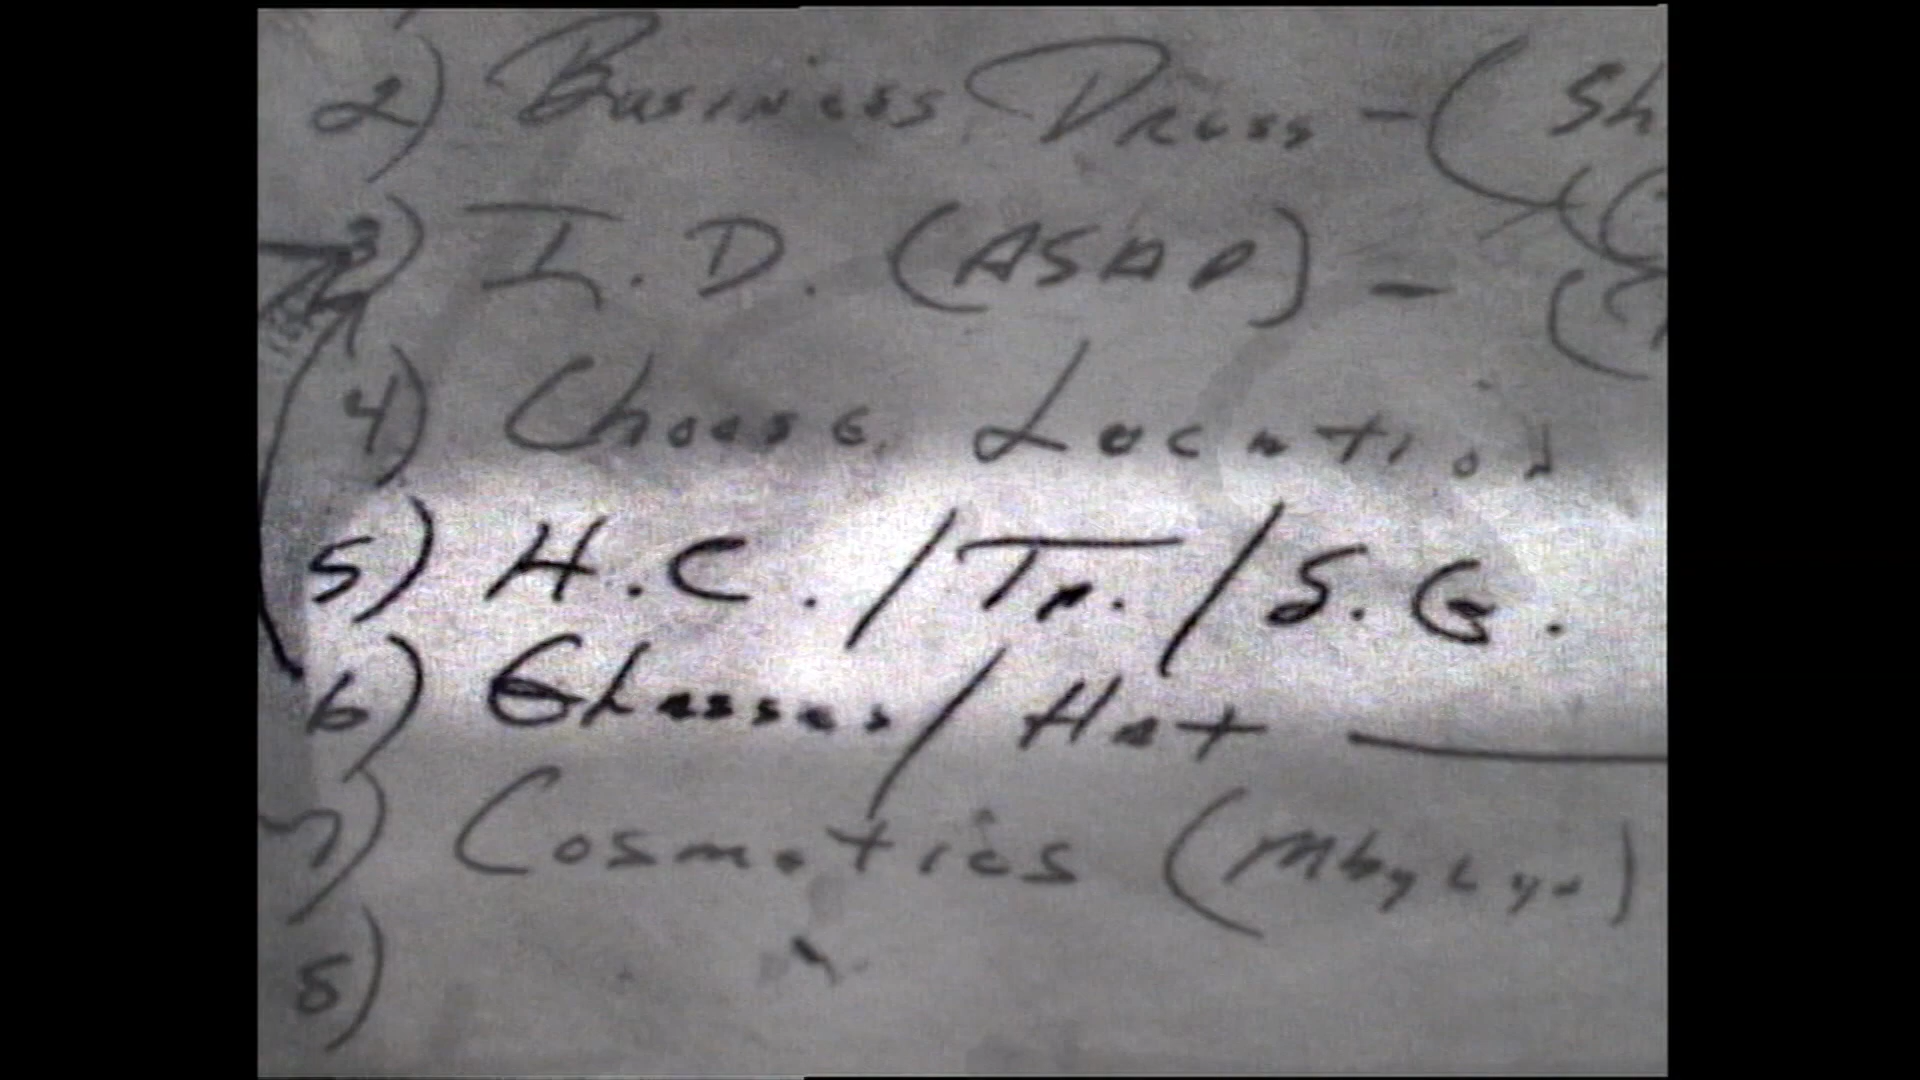 2) Business Dress - ( Sh
3) I.D. (ASAP) -
4) Choose Location
5) H.C. / Tr. / S.G.
6) Glasses / Hat
7) Cosmetics (
8)